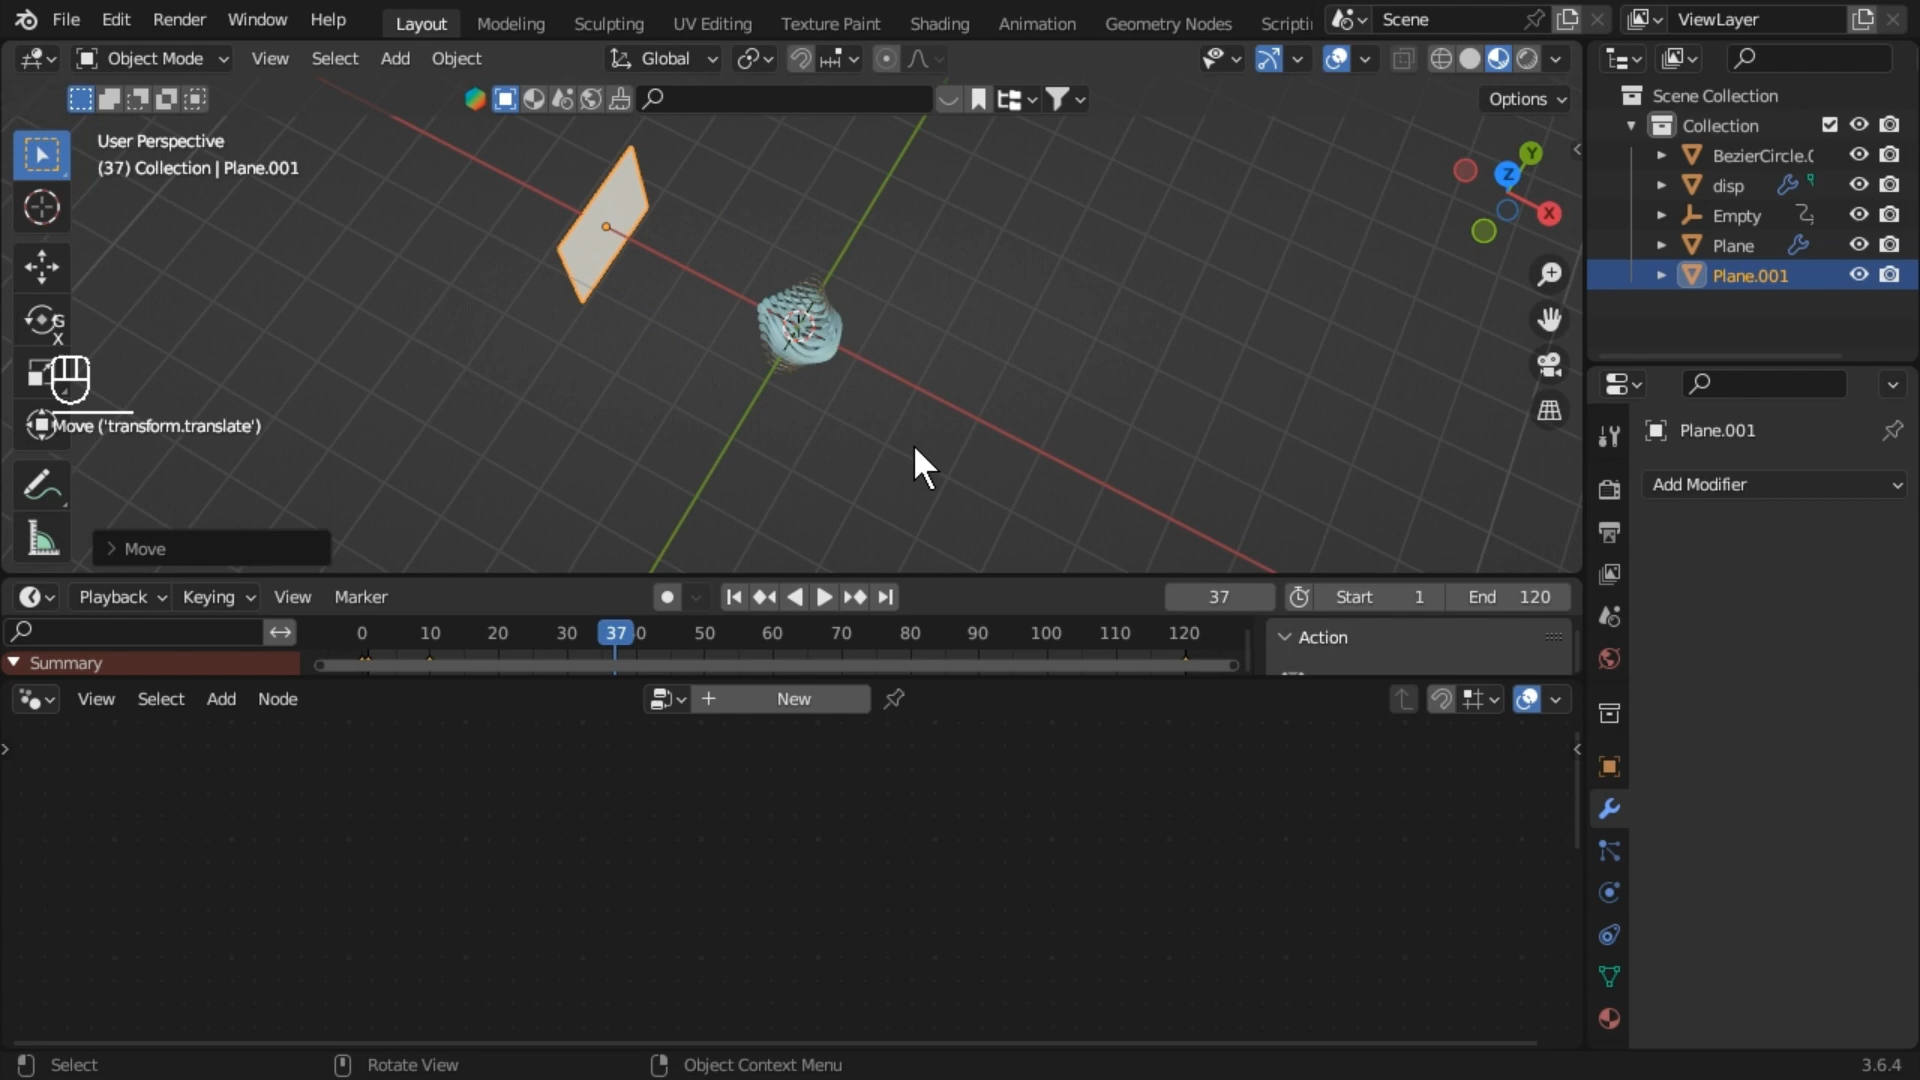 File Edit Render Window Help Layout Modeling Sculpting UV Editing Texture Paint Shading Animation Geometry Nodes Scripti Scene ViewLayer
Object Mode View Select Add Object Global
Options
User Perspective
(37) Collection | Plane.001
Y
Z
X
G
X
Move ('transform.translate')
Move
Scene Collection
Collection
BezierCircle.0
disp
Empty
Plane
Plane.001
Plane.001
Add Modifier
Playback Keying View Marker 37 Start 1 End 120
0 10 20 30 37 50 60 70 80 90 100 110 120
Action
Summary
View Select Add Node New
Select Rotate View Object Context Menu 3.6.4